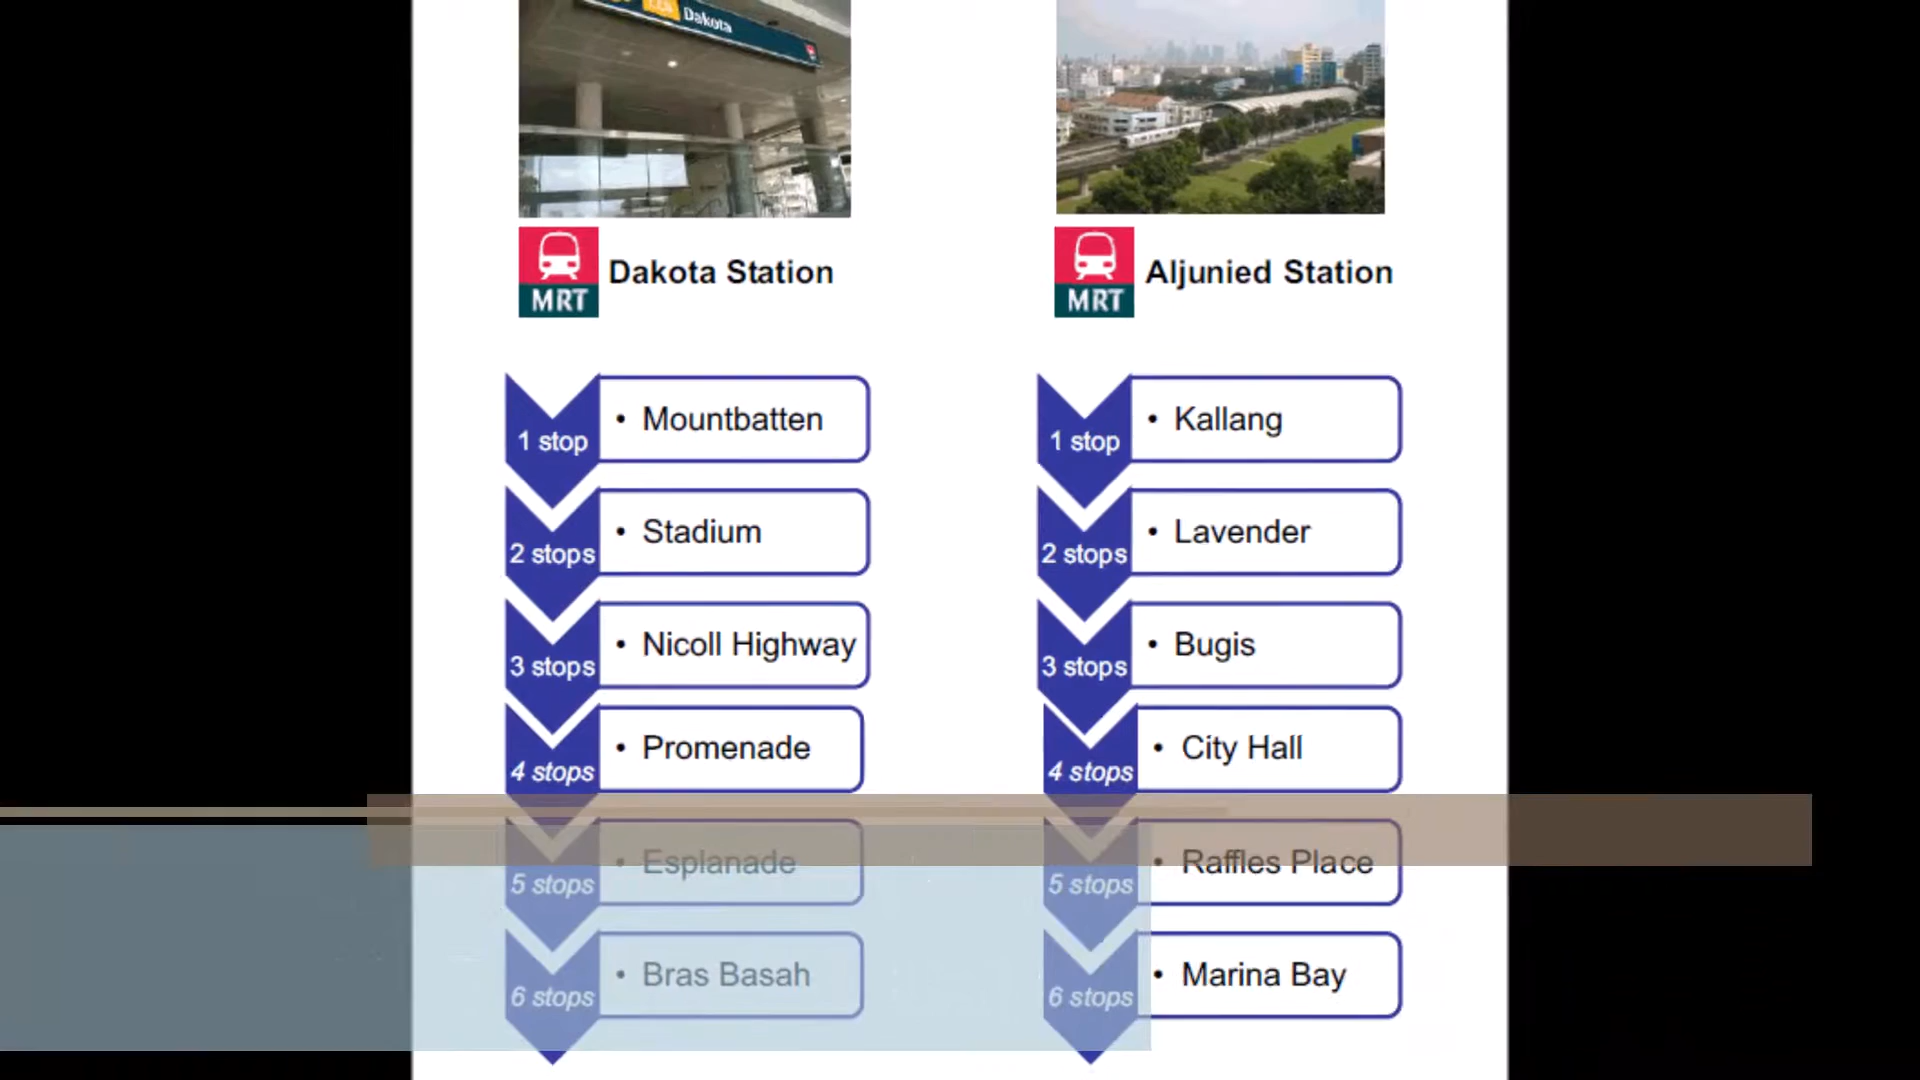 Dakota
MRT
Dakota Station
MRT
Aljunied Station
1 stop
• Mountbatten
2 stops
• Stadium
3 stops
• Nicoll Highway
4 stops
• Promenade
5 stops
• Esplanade
6 stops
• Bras Basah
1 stop
• Kallang
2 stops
• Lavender
3 stops
• Bugis
4 stops
• City Hall
5 stops
• Raffles Place
6 stops
• Marina Bay